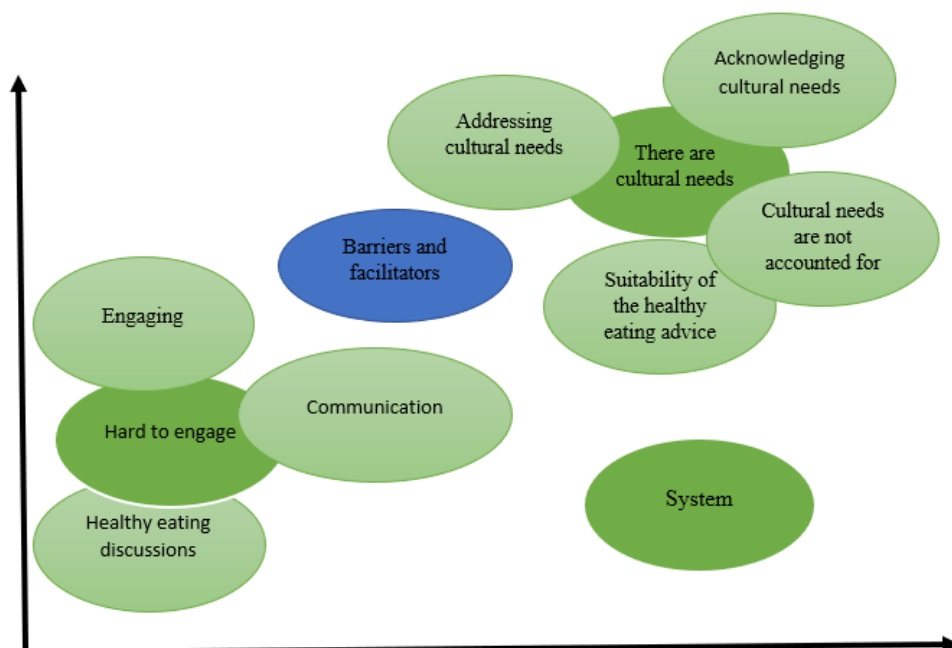 Acknowledging
cultural needs
Addressing
cultural needs
There are
cultural needs
Cultural needs
are not
accounted for
Barriers and
facilitators
Suitability of
the healthy
eating advice
Engaging
Communication
Hard to engage
System
Healthy eating
discussions